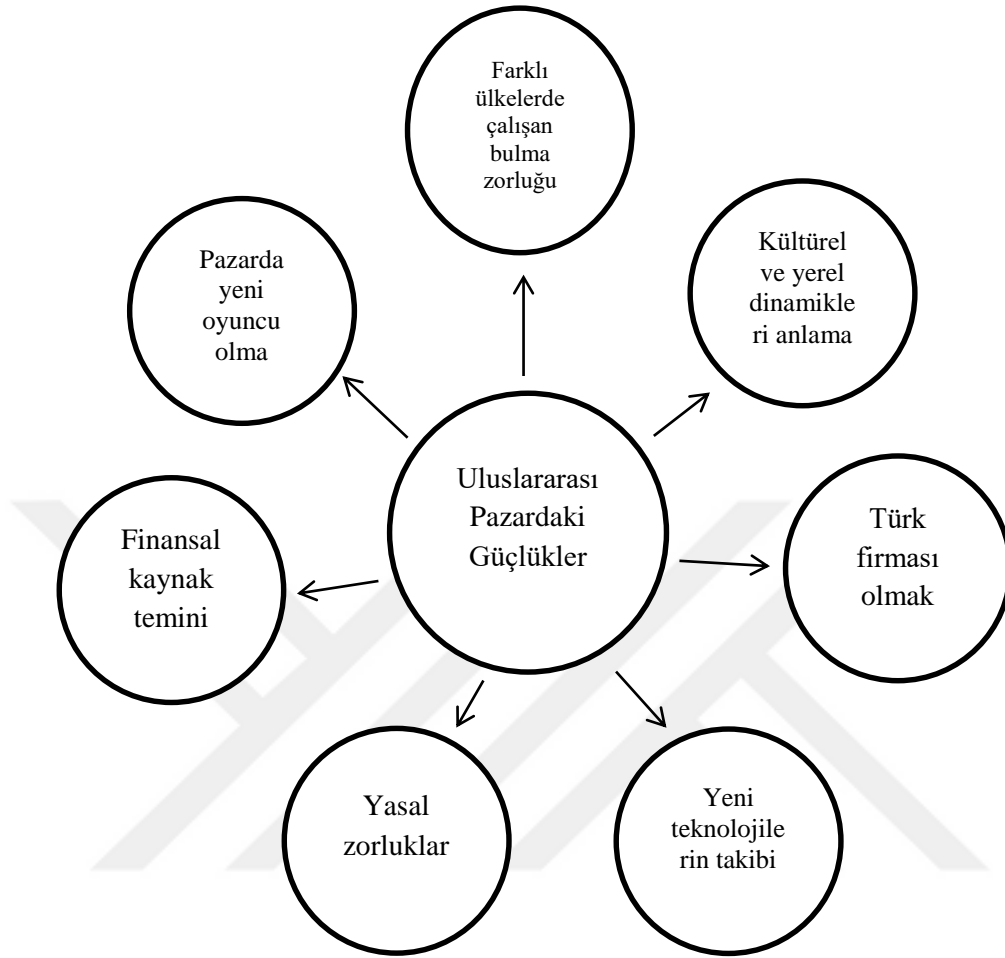 Farklı
ülkelerde
çalışan
bulma
zorluğu
Kültürel
ve yerel
dinamikle
ri anlama
Pazarda
yeni
oyuncu
olma
Uluslararası
Pazardaki
Güçlükler
Türk
firması
olmak
Finansal
kaynak
temini
Yasal
zorluklar
Yeni
teknolojile
rin takibi